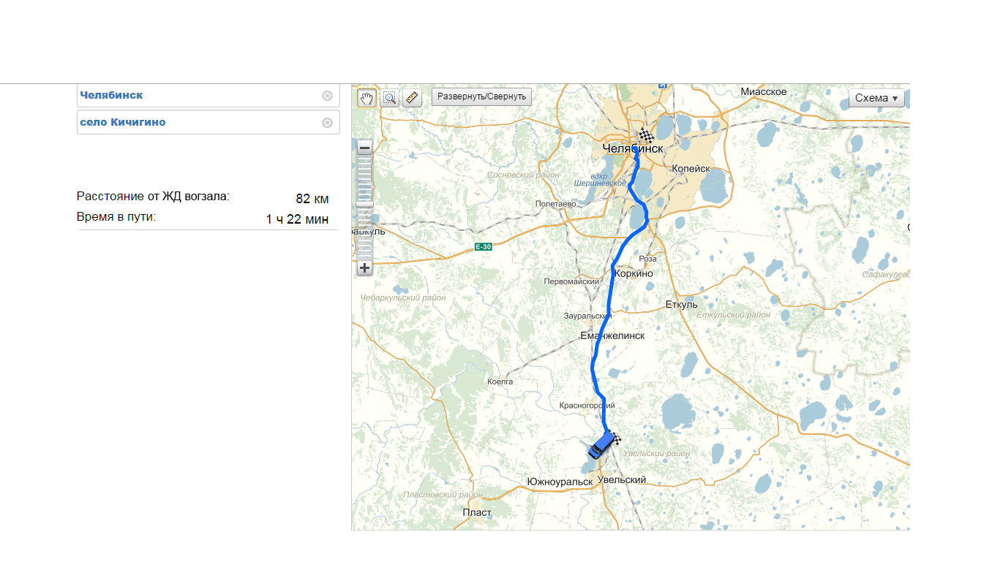 Челябинск
село Кичигино
Расстояние от ЖД вогзала:
82 км
Время в пути:
1 ч 22 мин
Развернуть/Свернуть
Схема
Миасское
Челябинск
Копейск
Сосновский район
вдхр.
Шершнёвское
Полетаево
баркуль
E-30
Роза
Коркино
Первомайский
Сафакулевс
Чебаркульский район
Еткуль
Зауральский
Еткульский район
Еманжелинск
Коелга
Красногорский
Увельский район
Южноуральск
Увельский
Пластовский район
Пласт